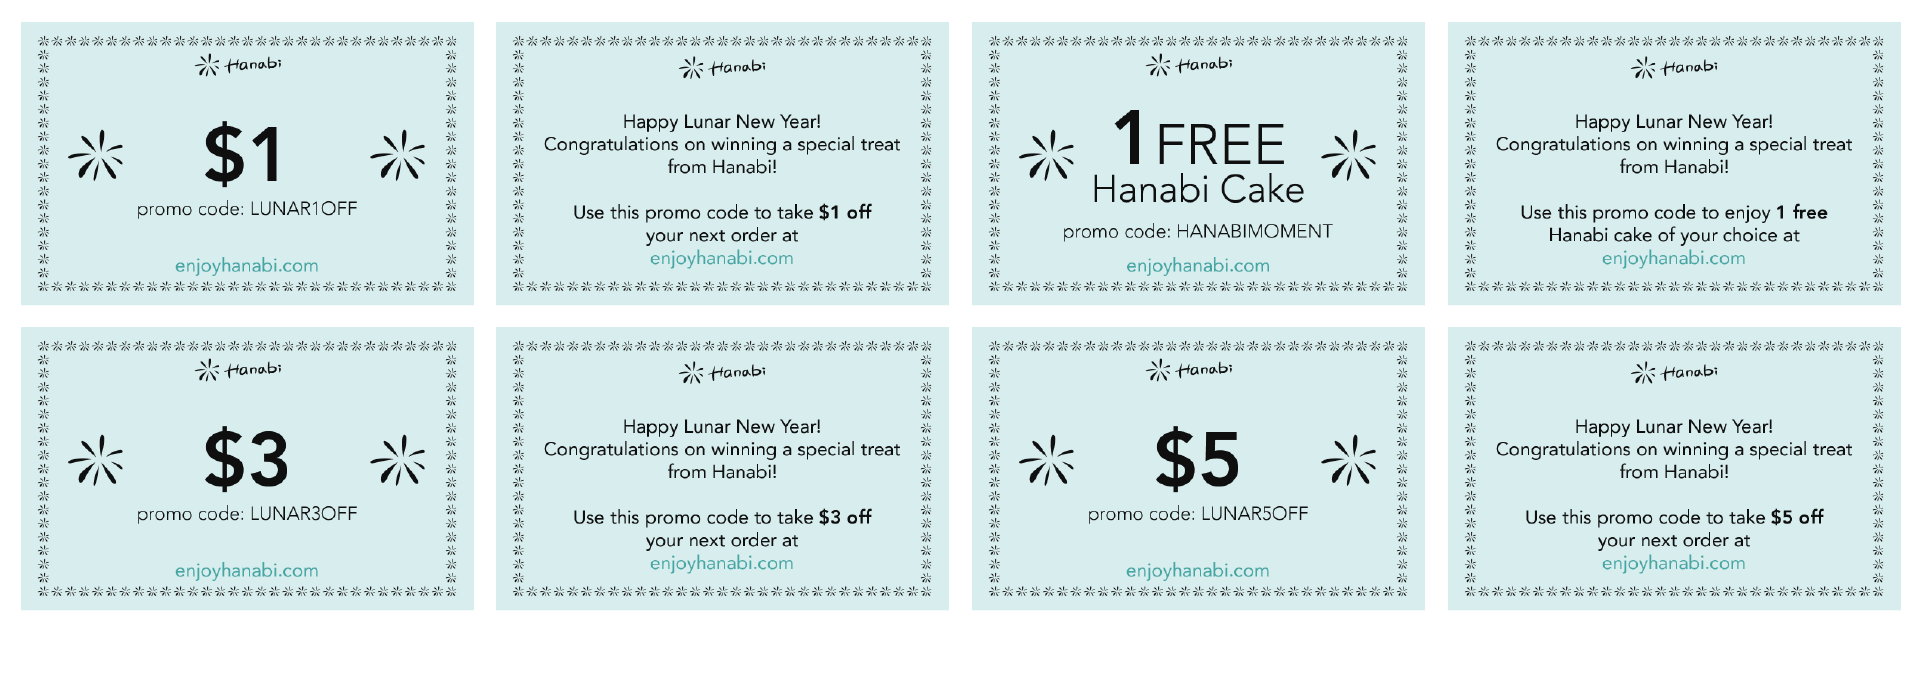 Hanabi
$1
promo code: LUNAR1OFF
enjoyhanabi.com
Hanabi
Happy Lunar New Year!
Congratulations on winning a special treat
from Hanabi!
Use this promo code to take $1 off
your next order at
enjoyhanabi.com
Hanabi
1 FREE
Hanabi Cake
promo code: HANABIMOMENT
enjoyhanabi.com
Hanabi
Happy Lunar New Year!
Congratulations on winning a special treat
from Hanabi!
Use this promo code to enjoy 1 free
Hanabi cake of your choice at
enjoyhanabi.com
Hanabi
$3
promo code: LUNAR3OFF
enjoyhanabi.com
Hanabi
Happy Lunar New Year!
Congratulations on winning a special treat
from Hanabi!
Use this promo code to take $3 off
your next order at
enjoyhanabi.com
Hanabi
$5
promo code: LUNAR5OFF
enjoyhanabi.com
Hanabi
Happy Lunar New Year!
Congratulations on winning a special treat
from Hanabi!
Use this promo code to take $5 off
your next order at
enjoyhanabi.com